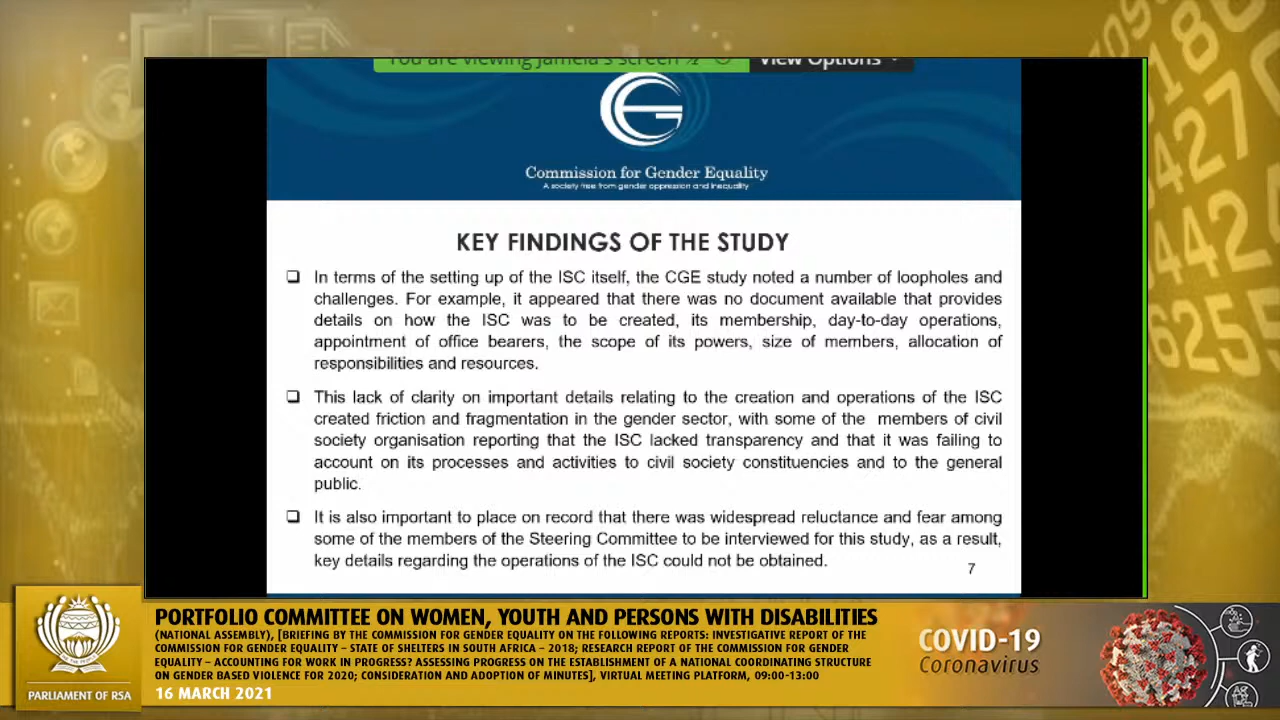 You are viewing Jamela's screen
View Options
Commission for Gender Equality
A society free from gender oppression and inequality
KEY FINDINGS OF THE STUDY
❑ In terms of the setting up of the ISC itself, the CGE study noted a number of loopholes and
challenges. For example, it appeared that there was no document available that provides
details on how the ISC was to be created, its membership, day-to-day operations,
appointment of office bearers, the scope of its powers, size of members, allocation of
responsibilities and resources.
❑ This lack of clarity on important details relating to the creation and operations of the ISC
created friction and fragmentation in the gender sector, with some of the members of civil
society organisation reporting that the ISC lacked transparency and that it was failing to
account on its processes and activities to civil society constituencies and to the general
public.
❑ It is also important to place on record that there was widespread reluctance and fear among
some of the members of the Steering Committee to be interviewed for this study, as a result,
key details regarding the operations of the ISC could not be obtained.
7
PORTFOLIO COMMITTEE ON WOMEN, YOUTH AND PERSONS WITH DISABILITIES
(NATIONAL ASSEMBLY), [BRIEFING BY THE COMMISSION FOR GENDER EQUALITY ON THE FOLLOWING REPORTS: INVESTIGATIVE REPORT OF THE
COMMISSION FOR GENDER EQUALITY – STATE OF SHELTERS IN SOUTH AFRICA – 2018; RESEARCH REPORT OF THE COMMISSION FOR GENDER
EQUALITY – ACCOUNTING FOR WORK IN PROGRESS? ASSESSING PROGRESS ON THE ESTABLISHMENT OF A NATIONAL COORDINATING STRUCTURE
ON GENDER BASED VIOLENCE FOR 2020; CONSIDERATION AND ADOPTION OF MINUTES], VIRTUAL MEETING PLATFORM, 09:00-13:00
16 MARCH 2021
PARLIAMENT OF RSA
COVID-19
Coronavirus